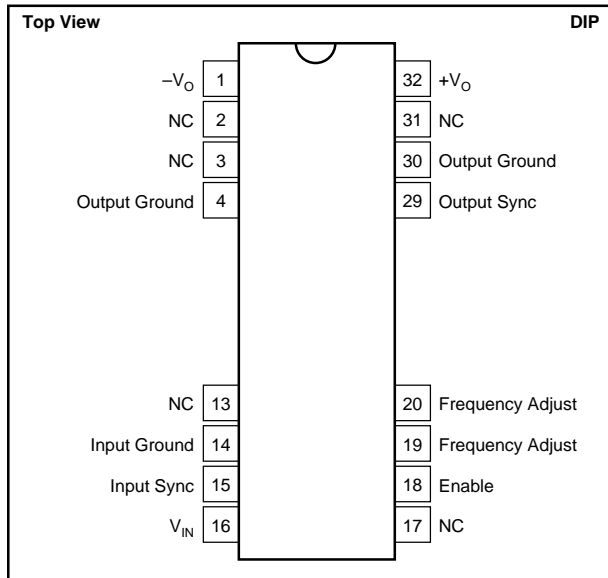 Top View DIP
–VO 1 32 +VO
NC 2 31 NC
NC 3 30 Output Ground
Output Ground 4 29 Output Sync
NC 13 20 Frequency Adjust
Input Ground 14 19 Frequency Adjust
Input Sync 15 18 Enable
VIN 16 17 NC